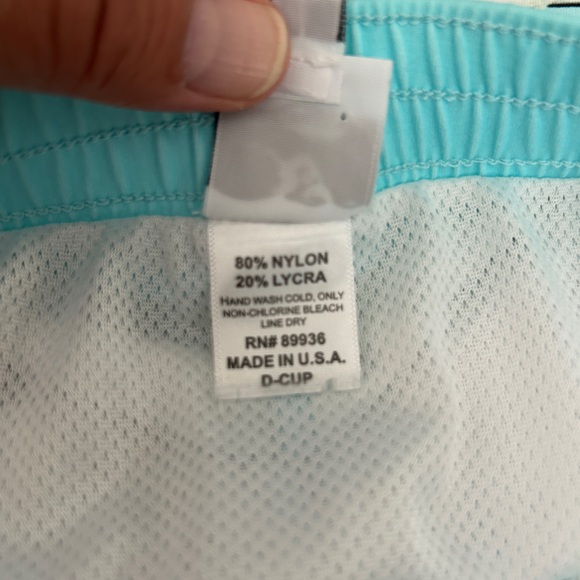 80% NYLON
20% LYCRA
HAND WASH COLD, ONLY
NON-CHLORINE BLEACH
LINE DRY
RN# 89936
MADE IN U.S.A.
D-CUP